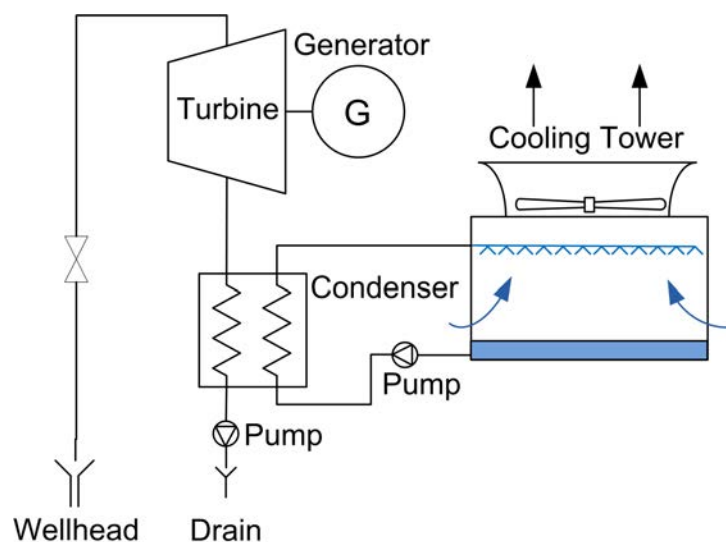 Generator
Turbine
G
Cooling Tower
Condenser
Pump
Pump
Wellhead
Drain